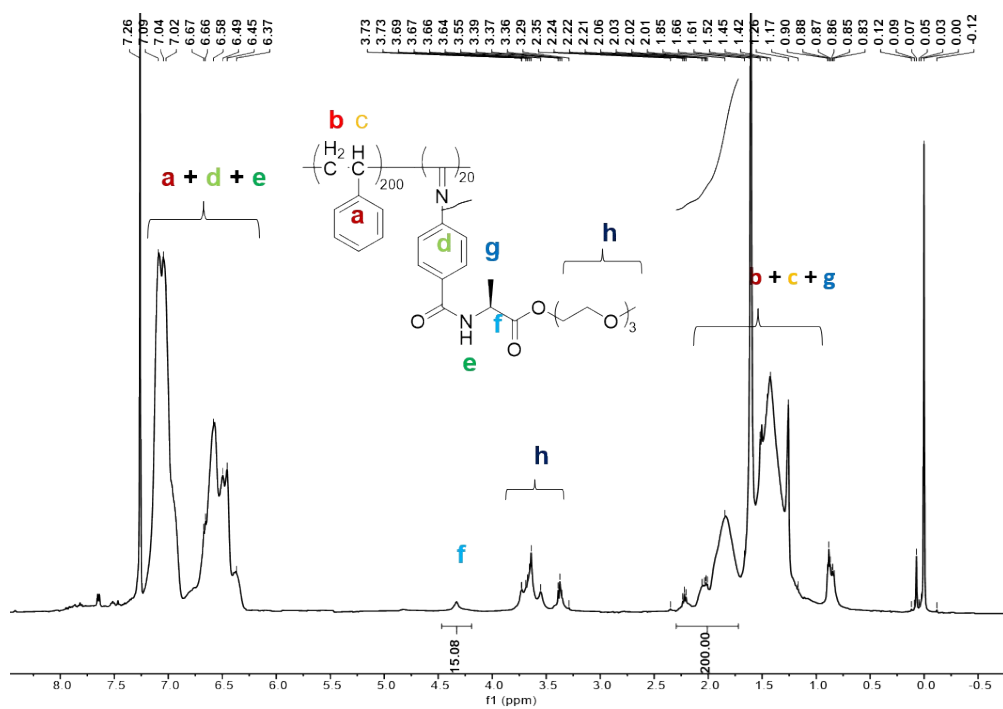 7.26 7.09 7.04 7.02 6.67 6.66 6.58 6.49 6.45 6.37
3.73 3.73 3.69 3.67 3.66 3.64 3.55 3.39 3.37 3.36 3.29 2.35 2.24 2.22 2.21 2.06 2.03 2.02 2.01 1.85 1.66 1.61 1.52 1.45 1.42 1.26 1.17 0.90 0.88 0.87 0.86 0.85 0.83 0.12 0.09 0.07 0.05 0.03 0.00 -0.12
b c
H2 H
C C
200 20
a + d + e
a
N
d
g
h
O
N
H
f
O
O
O
3
e
b + c + g
h
f
15.08
200.00
8.0 7.5 7.0 6.5 6.0 5.5 5.0 4.5 4.0 3.5 3.0 2.5 2.0 1.5 1.0 0.5 0.0 -0.5
f1 (ppm)